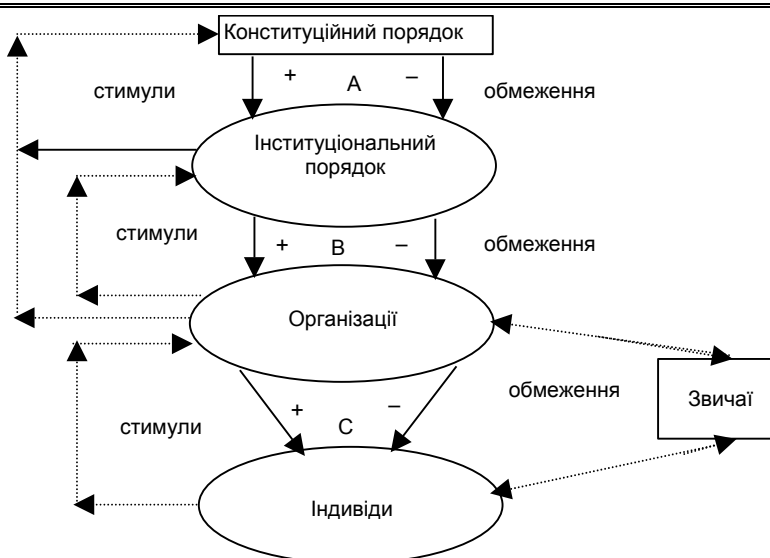 Конституційний порядок
+ А –
стимули
обмеження
Інституціональний
порядок
стимули
+ В –
обмеження
Організації
обмеження
Звичаї
+ –
стимули
С
Індивіди